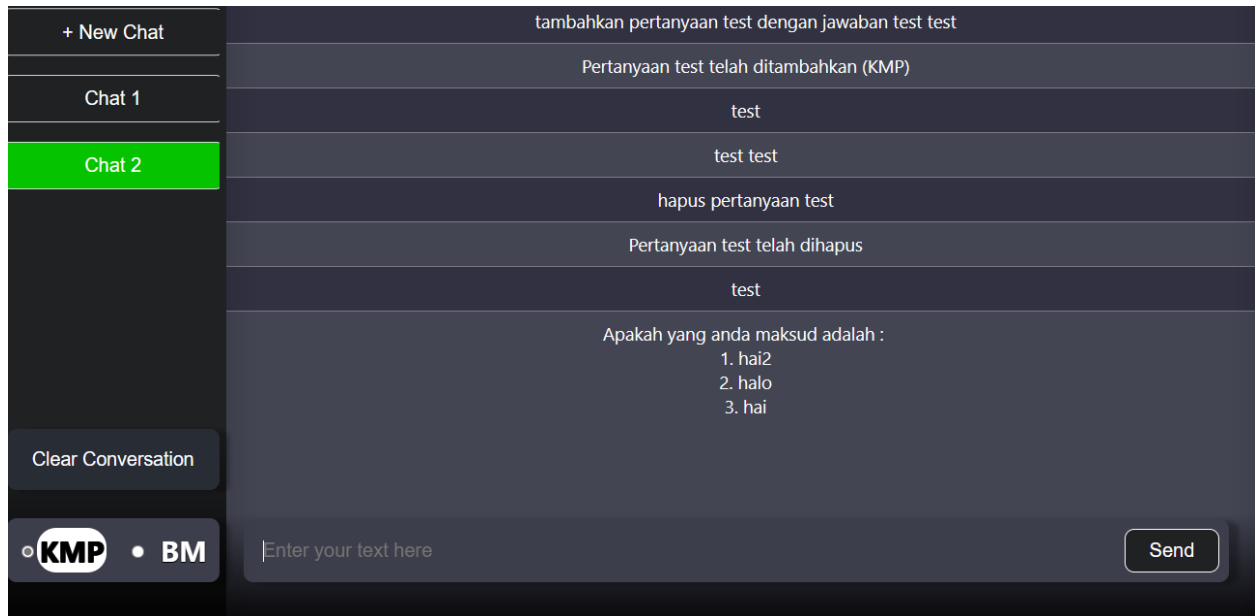 + New Chat
Chat 1
Chat 2
Clear Conversation
KMP
BM
tambahkan pertanyaan test dengan jawaban test test
Pertanyaan test telah ditambahkan (KMP)
test
test test
hapus pertanyaan test
Pertanyaan test telah dihapus
test
Apakah yang anda maksud adalah :
1. hai2
2. halo
3. hai
Enter your text here
Send